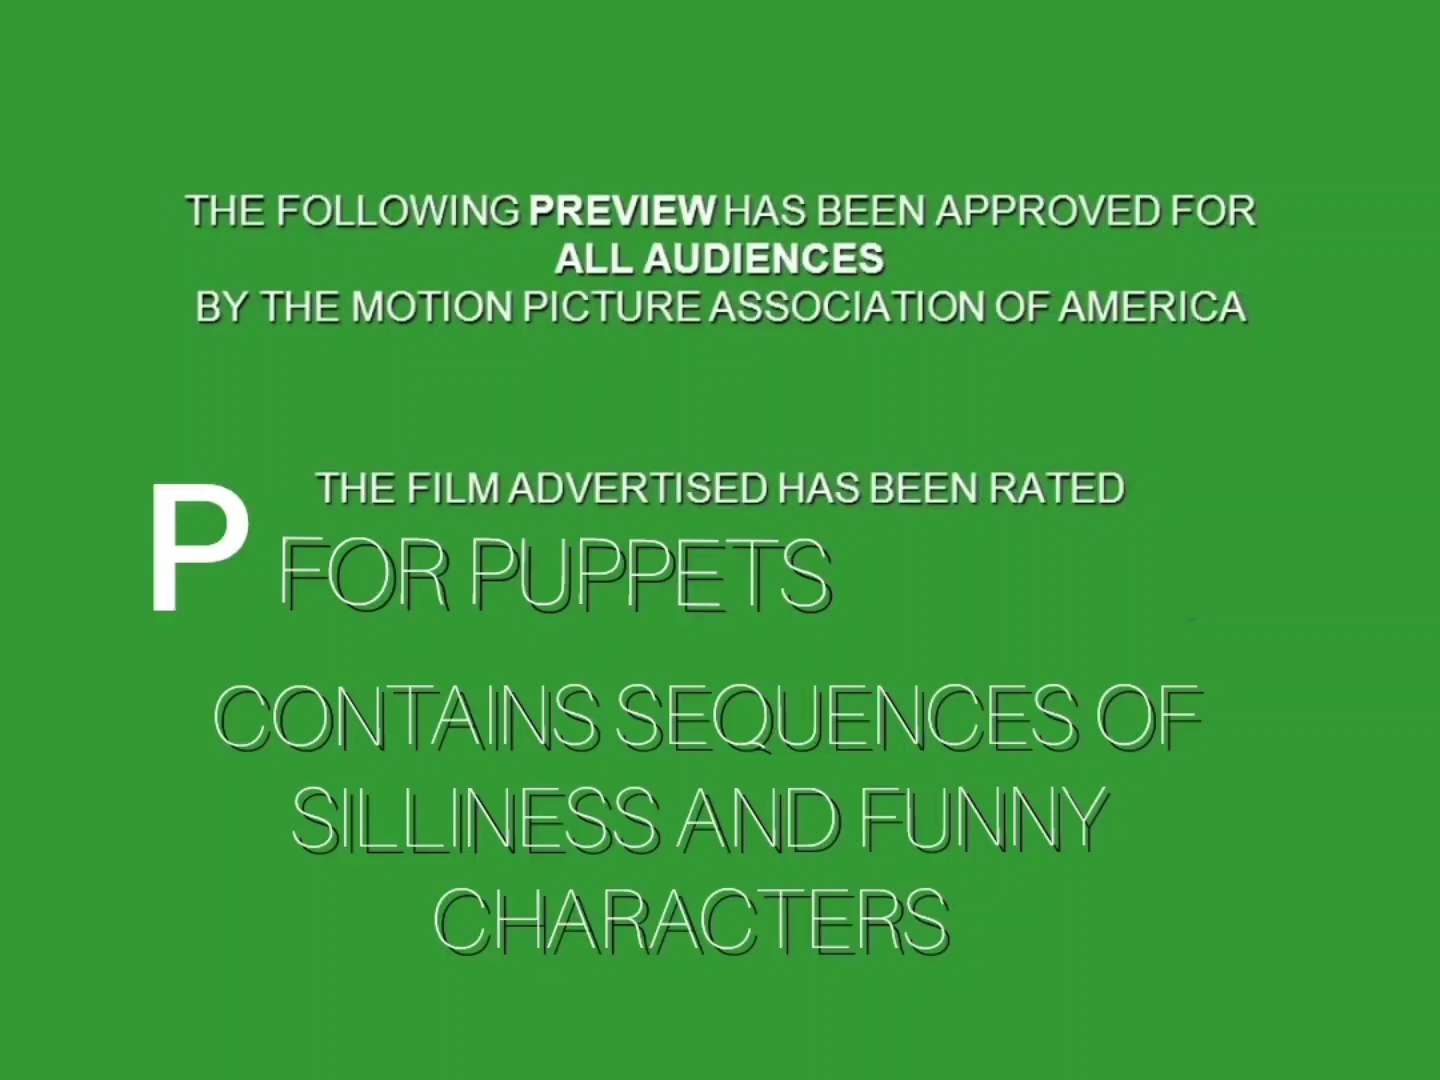 THE FOLLOWING PREVIEW HAS BEEN APPROVED FOR
ALL AUDIENCES
BY THE MOTION PICTURE ASSOCIATION OF AMERICA
THE FILM ADVERTISED HAS BEEN RATED
P FOR PUPPETS
CONTAINS SEQUENCES OF
SILLINESS AND FUNNY
CHARACTERS